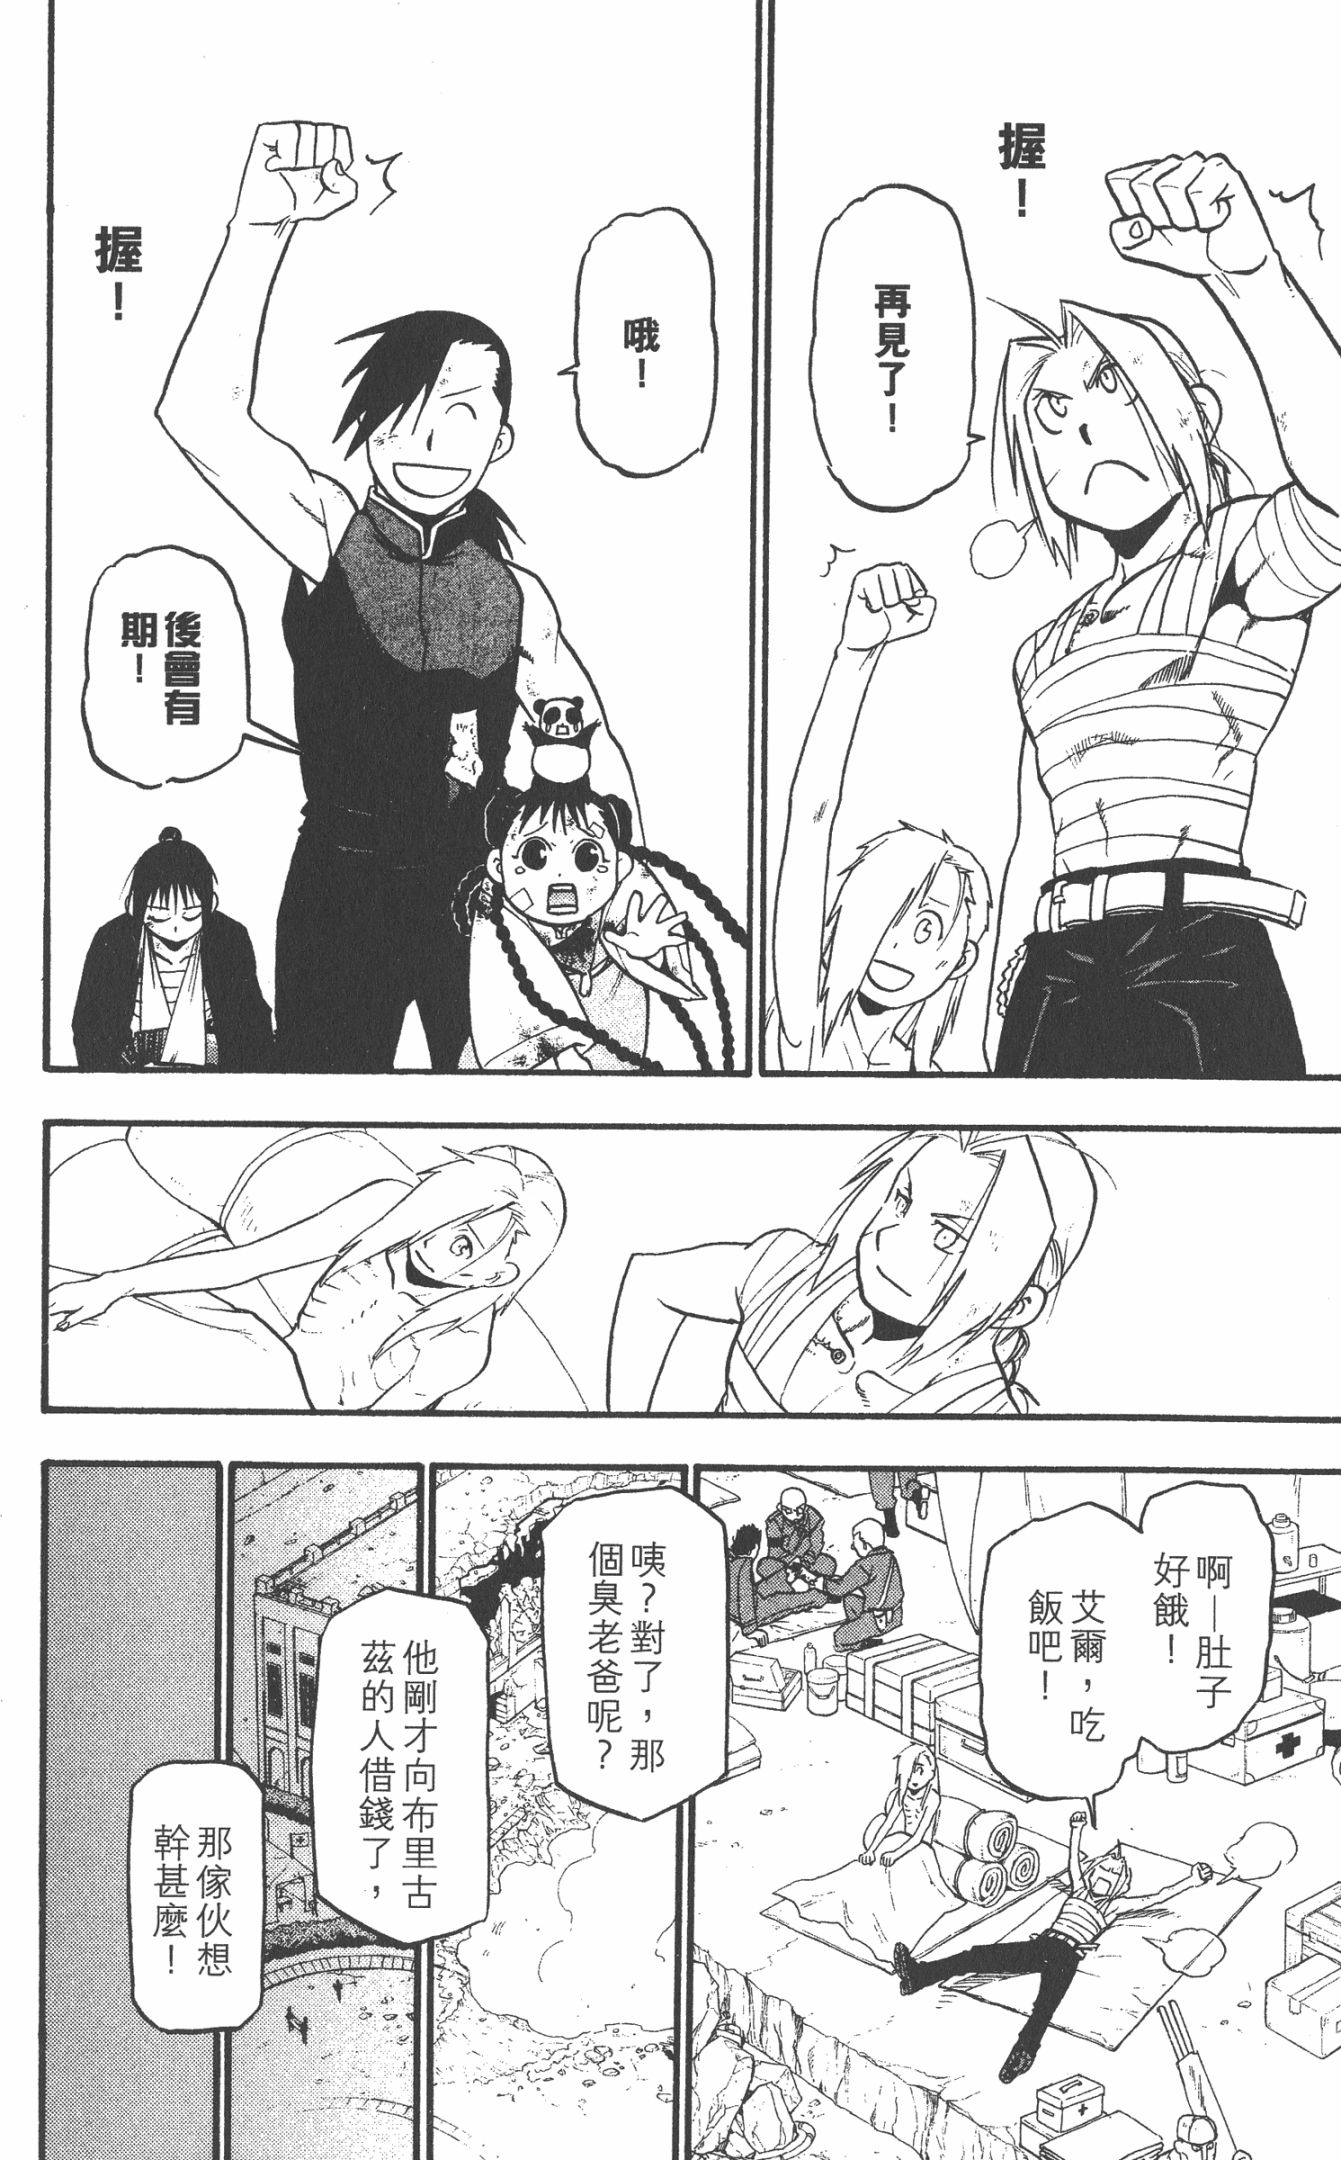 握！
再見了！
哦！
握！
後會有
期！
啊—肚子
好餓！
艾爾，吃
飯吧！
咦？對了，那
個臭老爸呢？
他剛才向布里古
茲的人借錢了，
那傢伙想
幹甚麼！